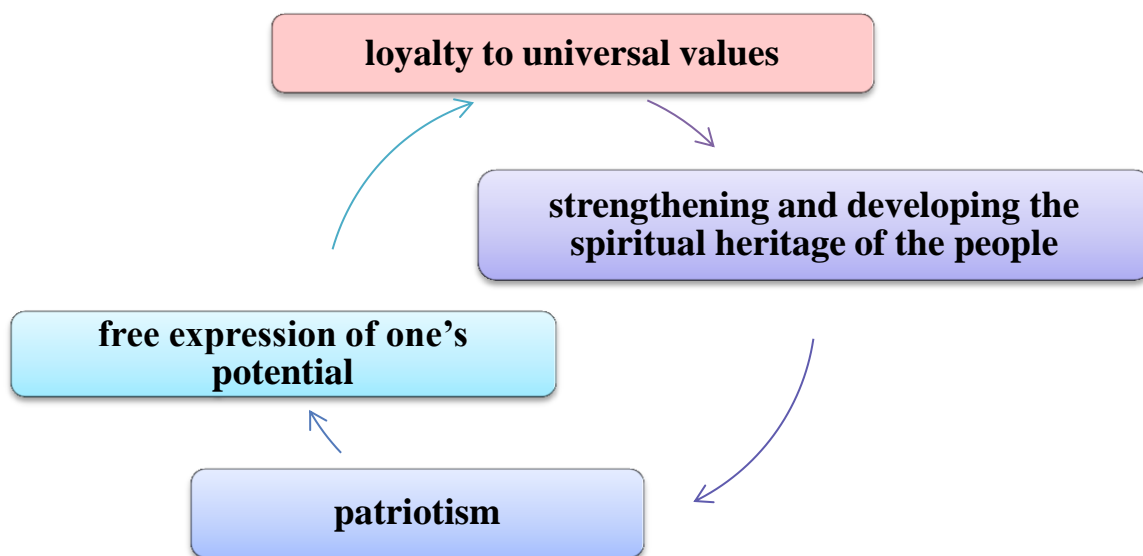 loyalty to universal values
strengthening and developing the
spiritual heritage of the people
free expression of one’s
potential
patriotism